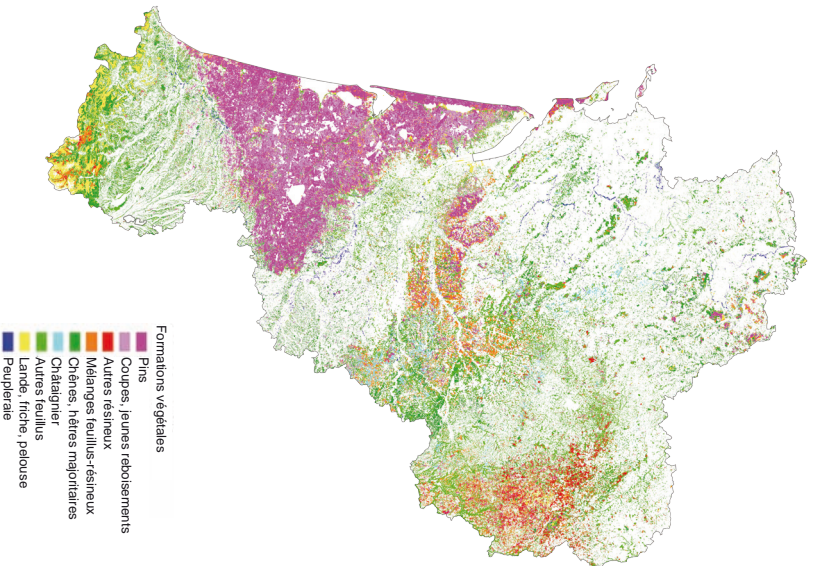 Formations végétales
Pins
Coupes, jeunes reboisements
Autres résineux
Mélanges feuillus-résineux
Chênes, hêtres majoritaires
Châtaignier
Autres feuillus
Lande, friche, pelouse
Peupleraie